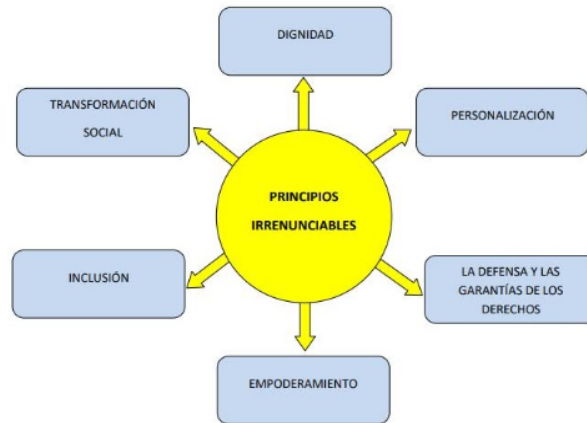 DIGNIDAD
TRANSFORMACIÓN
SOCIAL
PERSONALIZACIÓN
PRINCIPIOS
IRRENUNCIABLES
INCLUSIÓN
LA DEFENSA Y LAS
GARANTÍAS DE LOS
DERECHOS
EMPODERAMIENTO